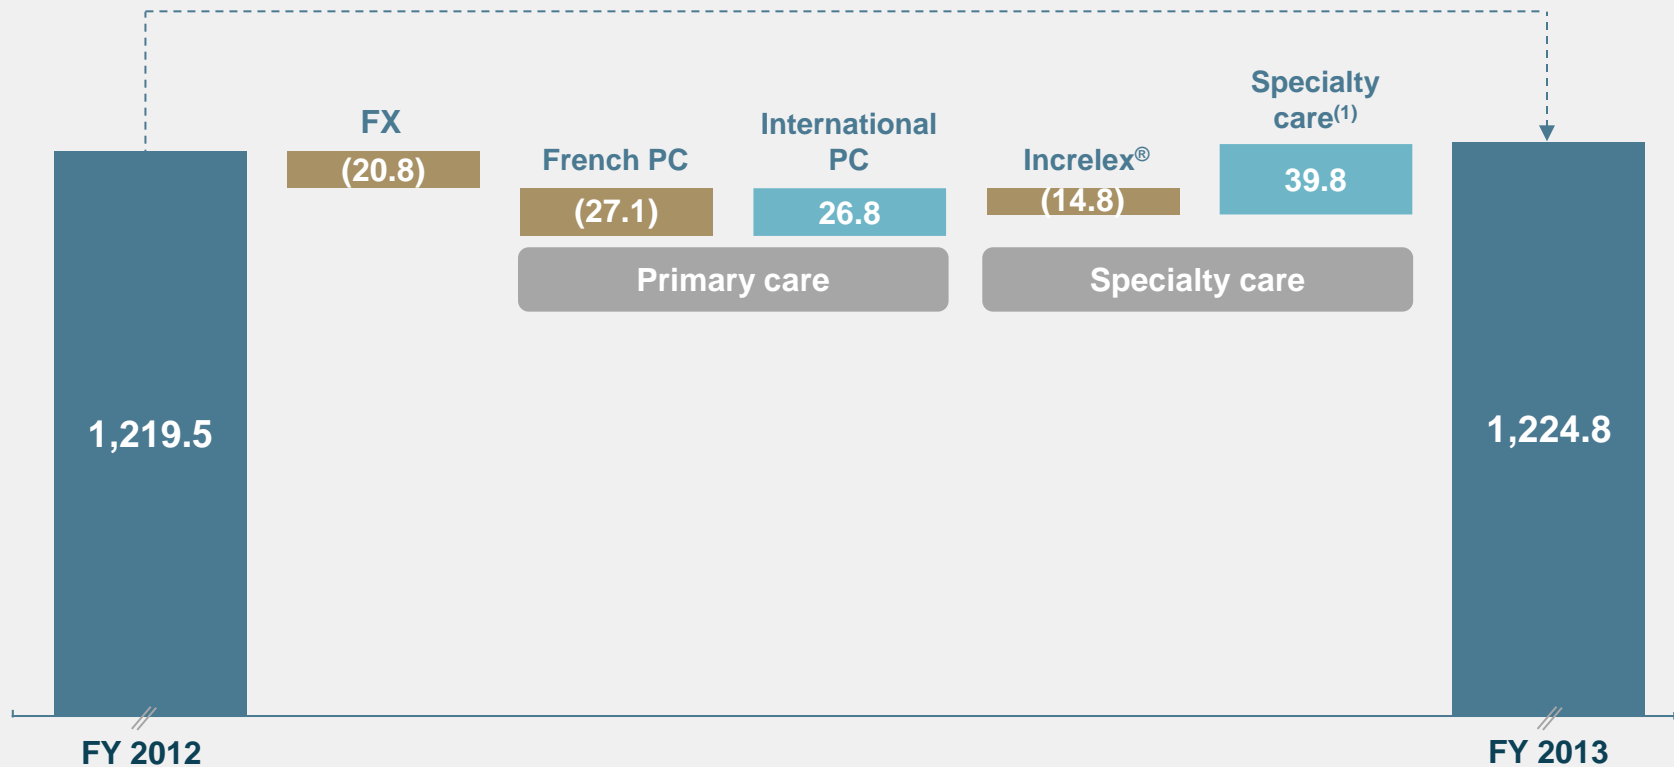 FX
(20.8)
French PC
(27.1)
International
PC
26.8
Primary care
Increlex®
(14.8)
Specialty
care(1)
39.8
Specialty care
1,219.5
1,224.8
FY 2012
FY 2013